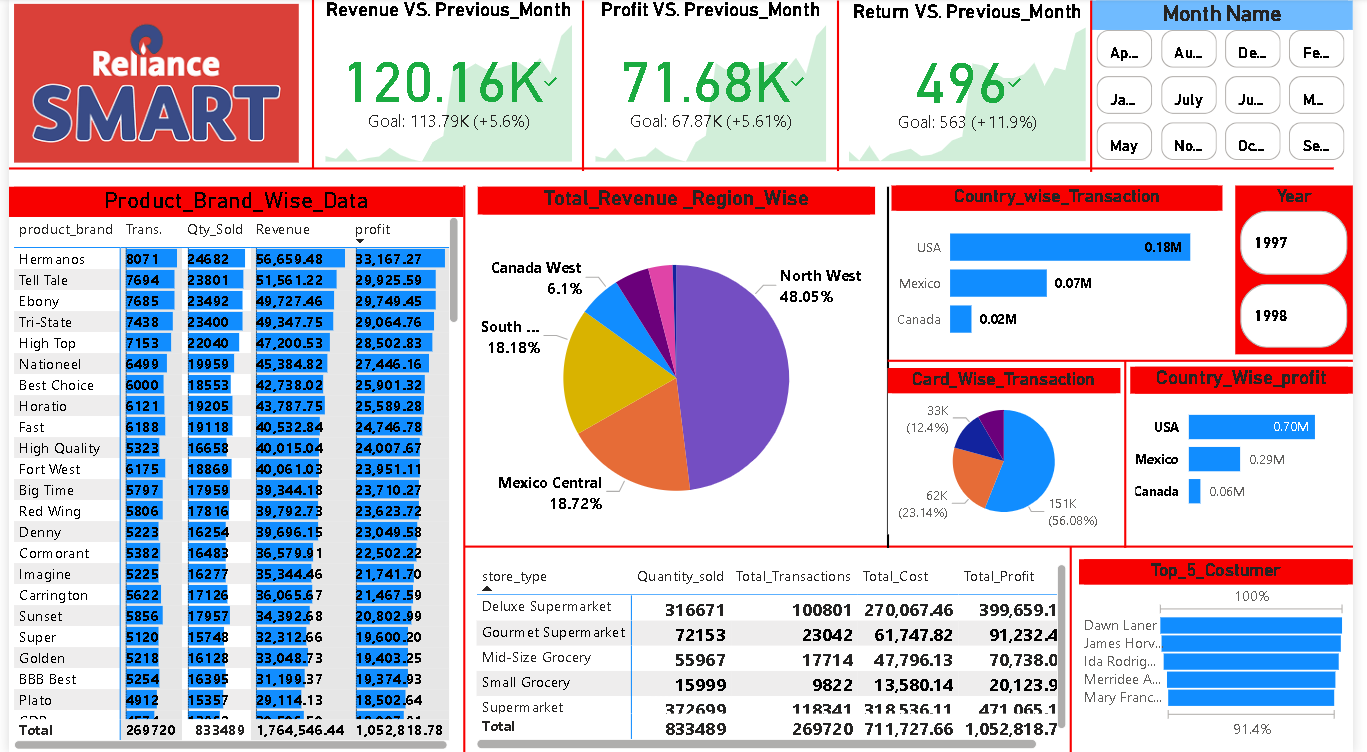 Reliance
SMART
Revenue VS. Previous_Month
120.16K
Goal: 113.79K (+5.6%)
Profit VS. Previous_Month
71.68K
Goal: 67.87K (+5.61%)
Return VS. Previous_Month
496
Goal: 563 (+11.9%)
Month Name
Ap... Au... De... Fe...
Ja... July Ju... M...
May No... Oc... Se...
Product_Brand_Wise_Data
product_brand Trans. Qty_Sold Revenue profit
Hermanos 8071 24682 56,659.48 33,167.27
Tell Tale 7694 23801 51,561.22 29,925.59
Ebony 7685 23492 49,727.46 29,749.45
Tri-State 7438 23400 49,347.75 29,064.76
High Top 7153 22040 47,200.53 28,502.83
Nationeel 6499 19959 45,384.82 27,446.16
Best Choice 6000 18553 42,738.02 25,901.32
Horatio 6121 19205 43,787.75 25,589.28
Fast 6188 19118 40,532.84 24,746.78
High Quality 5323 16658 40,015.04 24,007.67
Fort West 6175 18869 40,061.03 23,951.11
Big Time 5797 17959 39,344.18 23,710.27
Red Wing 5806 17816 39,792.73 23,623.72
Denny 5223 16254 39,696.15 23,049.58
Cormorant 5382 16483 36,579.91 22,502.22
Imagine 5225 16277 35,344.46 21,741.70
Carrington 5622 17126 36,065.67 21,467.59
Sunset 5856 17957 34,392.68 20,802.99
Super 5120 15748 32,312.66 19,600.20
Golden 5218 16128 33,048.73 19,403.25
BBB Best 5254 16395 31,199.37 19,374.93
Plato 4912 15357 29,114.13 18,502.64
Total 269720 833489 1,764,546.44 1,052,818.78
Total_Revenue _Region_Wise
North West
48.05%
Canada West
6.1%
South ...
18.18%
Mexico Central
18.72%
Country_wise_Transaction
USA 0.18M
Mexico 0.07M
Canada 0.02M
Year
1997
1998
Card_Wise_Transaction
33K
(12.4%)
62K
(23.14%)
151K
(56.08%)
Country_Wise_profit
USA 0.70M
Mexico 0.29M
Canada 0.06M
store_type Quantity_sold Total_Transactions Total_Cost Total_Profit
Deluxe Supermarket 316671 100801 270,067.46 399,659.1
Gourmet Supermarket 72153 23042 61,747.82 91,232.4
Mid-Size Grocery 55967 17714 47,796.13 70,738.0
Small Grocery 15999 9822 13,580.14 20,123.9
Supermarket 372699 118341 318,536.11 471,065.1
Total 833489 269720 711,727.66 1,052,818.7
Top_5_Costumer
100%
Dawn Laner
James Horv...
Ida Rodrig...
Merridee A...
Mary Franc...
91.4%